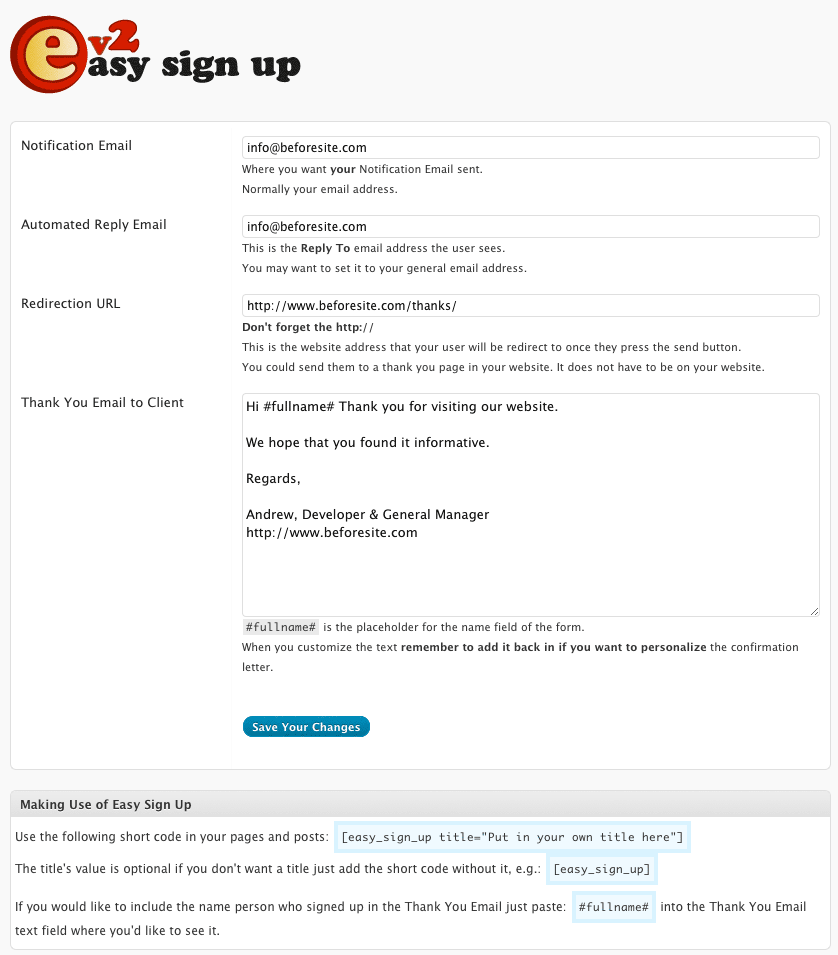 v2
easy sign up
Notification Email
info@beforesite.com
Where you want your Notification Email sent.
Normally your email address.
Automated Reply Email
info@beforesite.com
This is the Reply To email address the user sees.
You may want to set it to your general email address.
Redirection URL
http://www.beforesite.com/thanks/
Don't forget the http://
This is the website address that your user will be redirect to once they press the send button.
You could send them to a thank you page in your website. It does not have to be on your website.
Thank You Email to Client
Hi #fullname# Thank you for visiting our website.
We hope that you found it informative.
Regards,
Andrew, Developer & General Manager
http://www.beforesite.com
#fullname# is the placeholder for the name field of the form.
When you customize the text remember to add it back in if you want to personalize the confirmation
letter.
Save Your Changes
Making Use of Easy Sign Up
Use the following short code in your pages and posts: [easy_sign_up title="Put in your own title here"]
The title's value is optional if you don't want a title just add the short code without it, e.g.: [easy_sign_up]
If you would like to include the name person who signed up in the Thank You Email just paste: #fullname# into the Thank You Email
text field where you'd like to see it.